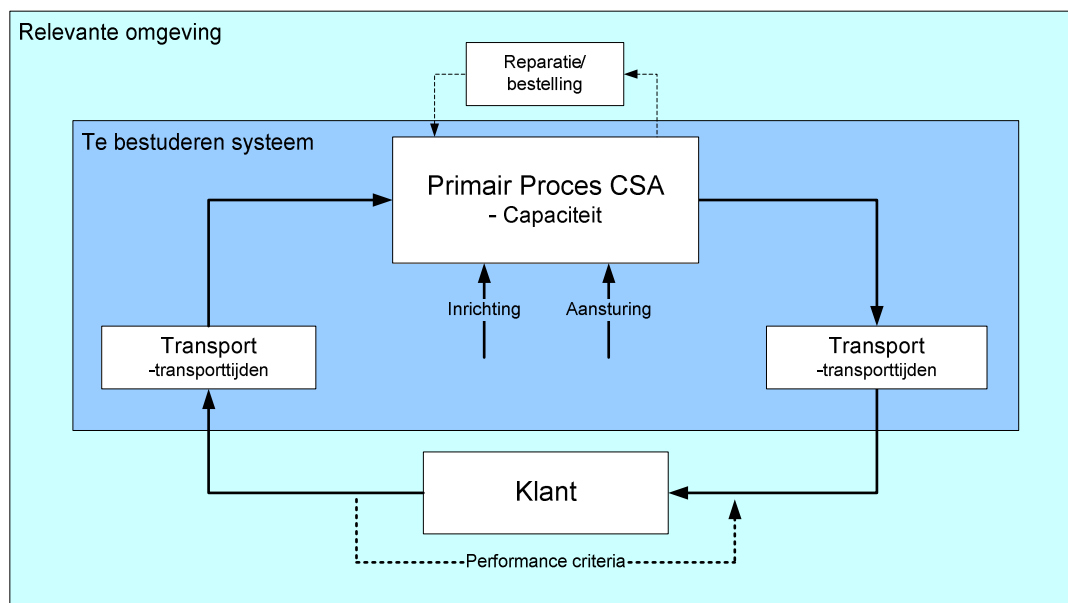 Relevante omgeving
Reparatie/
bestelling
Te bestuderen systeem
Primair Proces CSA
- Capaciteit
Inrichting
Aansturing
Transport
-transporttijden
Transport
-transporttijden
Klant
Performance criteria